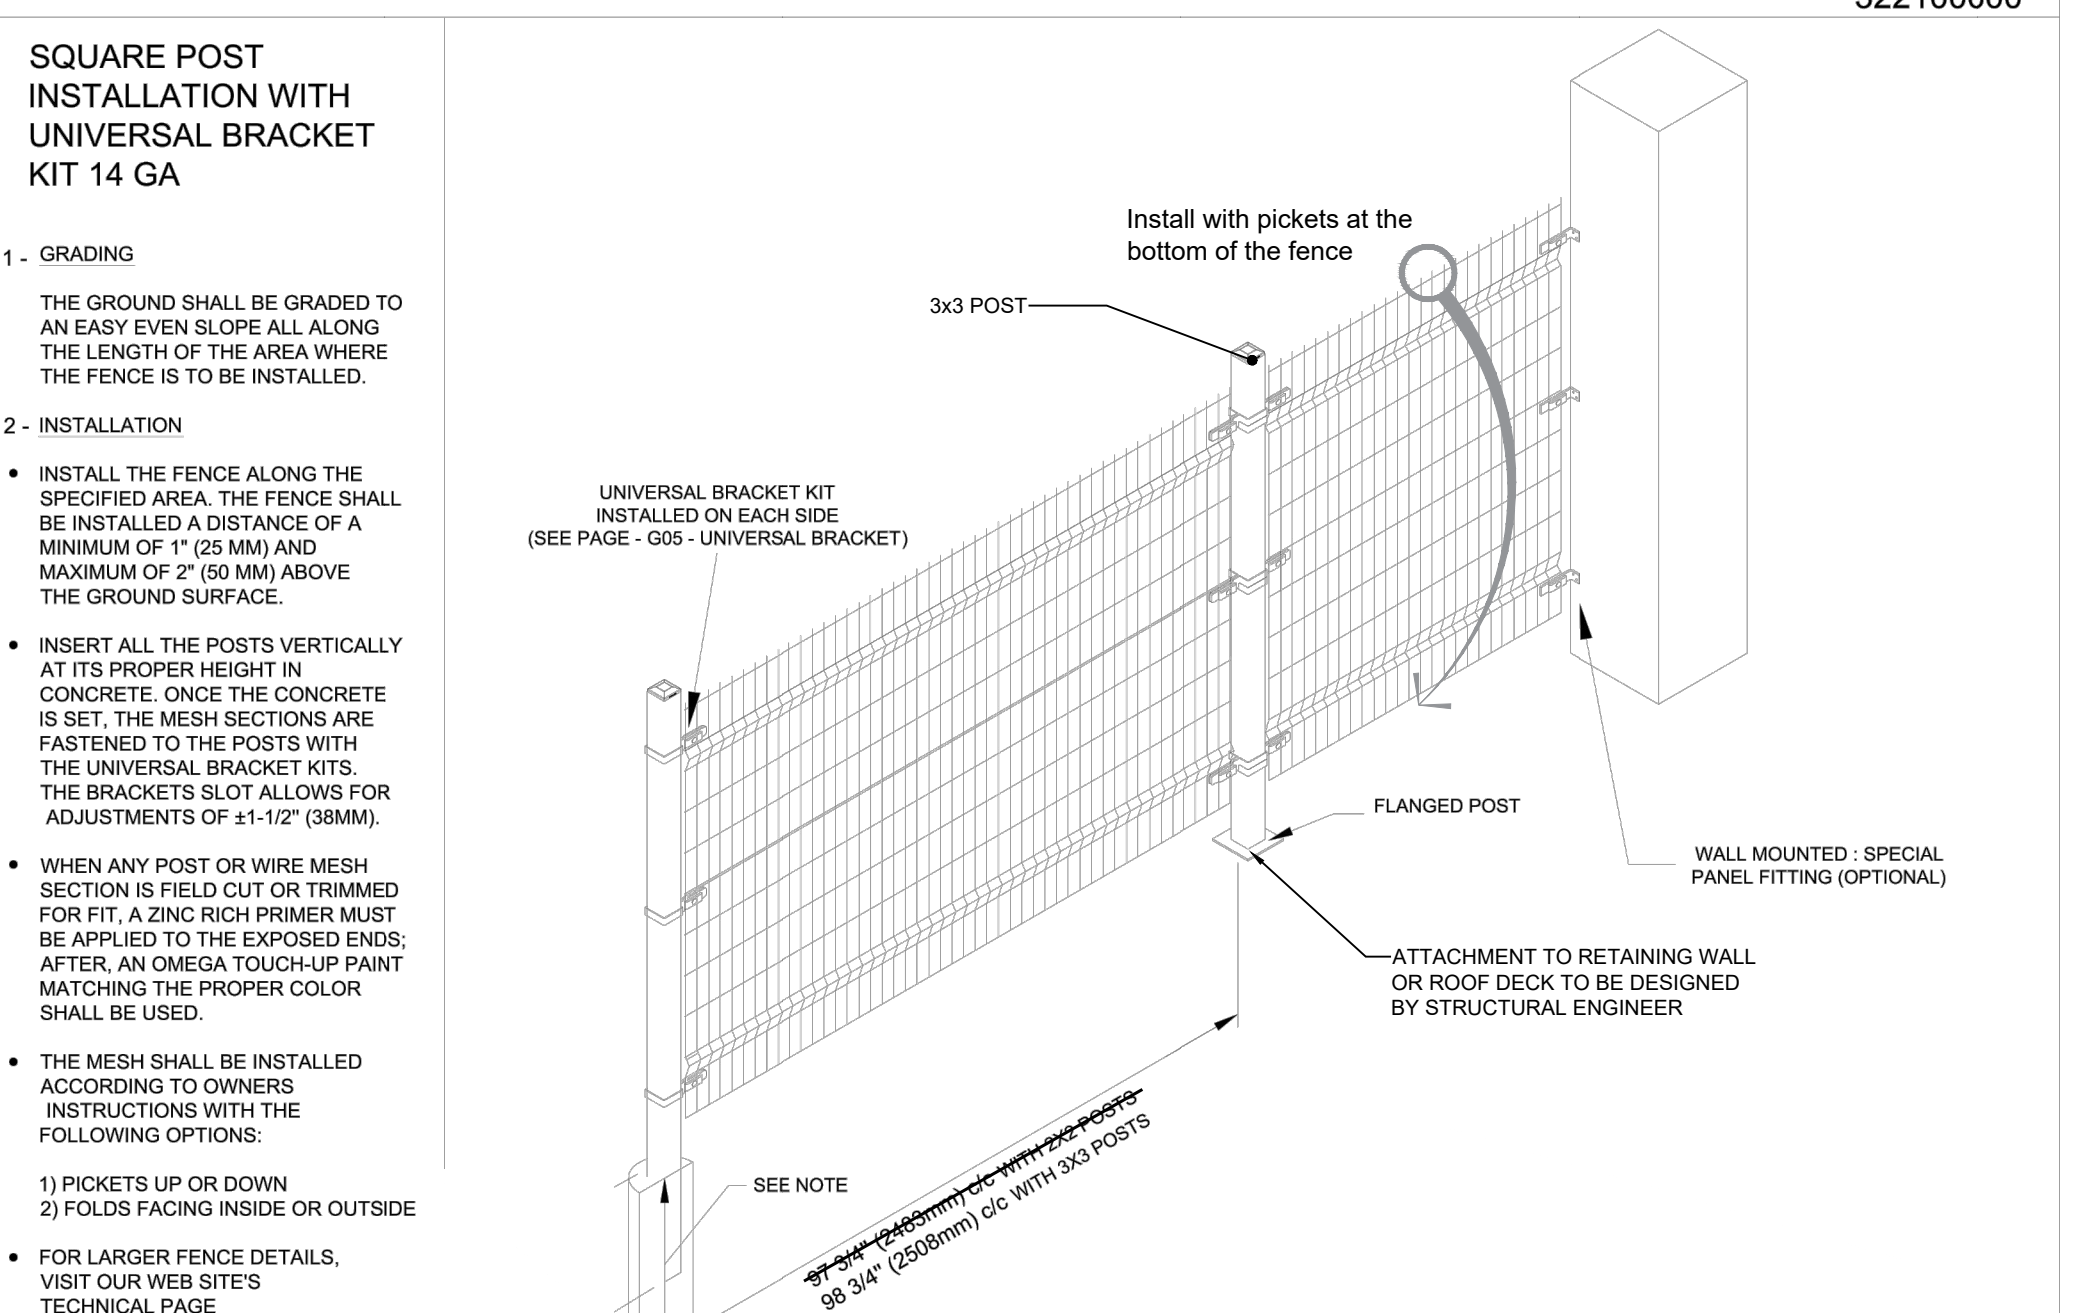 SQUARE POST
INSTALLATION WITH
UNIVERSAL BRACKET
KIT 14 GA
1 - GRADING
THE GROUND SHALL BE GRADED TO
AN EASY EVEN SLOPE ALL ALONG
THE LENGTH OF THE AREA WHERE
THE FENCE IS TO BE INSTALLED.
2 - INSTALLATION
• INSTALL THE FENCE ALONG THE
SPECIFIED AREA. THE FENCE SHALL
BE INSTALLED A DISTANCE OF A
MINIMUM OF 1" (25 MM) AND
MAXIMUM OF 2" (50 MM) ABOVE
THE GROUND SURFACE.
• INSERT ALL THE POSTS VERTICALLY
AT ITS PROPER HEIGHT IN
CONCRETE. ONCE THE CONCRETE
IS SET, THE MESH SECTIONS ARE
FASTENED TO THE POSTS WITH
THE UNIVERSAL BRACKET KITS.
THE BRACKETS SLOT ALLOWS FOR
ADJUSTMENTS OF ±1-1/2" (38MM).
• WHEN ANY POST OR WIRE MESH
SECTION IS FIELD CUT OR TRIMMED
FOR FIT, A ZINC RICH PRIMER MUST
BE APPLIED TO THE EXPOSED ENDS;
AFTER, AN OMEGA TOUCH-UP PAINT
MATCHING THE PROPER COLOR
SHALL BE USED.
• THE MESH SHALL BE INSTALLED
ACCORDING TO OWNERS
INSTRUCTIONS WITH THE
FOLLOWING OPTIONS:
1) PICKETS UP OR DOWN
2) FOLDS FACING INSIDE OR OUTSIDE
• FOR LARGER FENCE DETAILS,
VISIT OUR WEB SITE'S
TECHNICAL PAGE
Install with pickets at the
bottom of the fence
3x3 POST
UNIVERSAL BRACKET KIT
INSTALLED ON EACH SIDE
(SEE PAGE - G05 - UNIVERSAL BRACKET)
FLANGED POST
WALL MOUNTED : SPECIAL
PANEL FITTING (OPTIONAL)
ATTACHMENT TO RETAINING WALL
OR ROOF DECK TO BE DESIGNED
BY STRUCTURAL ENGINEER
SEE NOTE
97 3/4" (2483mm) c/c WITH 2X2 POSTS
98 3/4" (2508mm) c/c WITH 3X3 POSTS